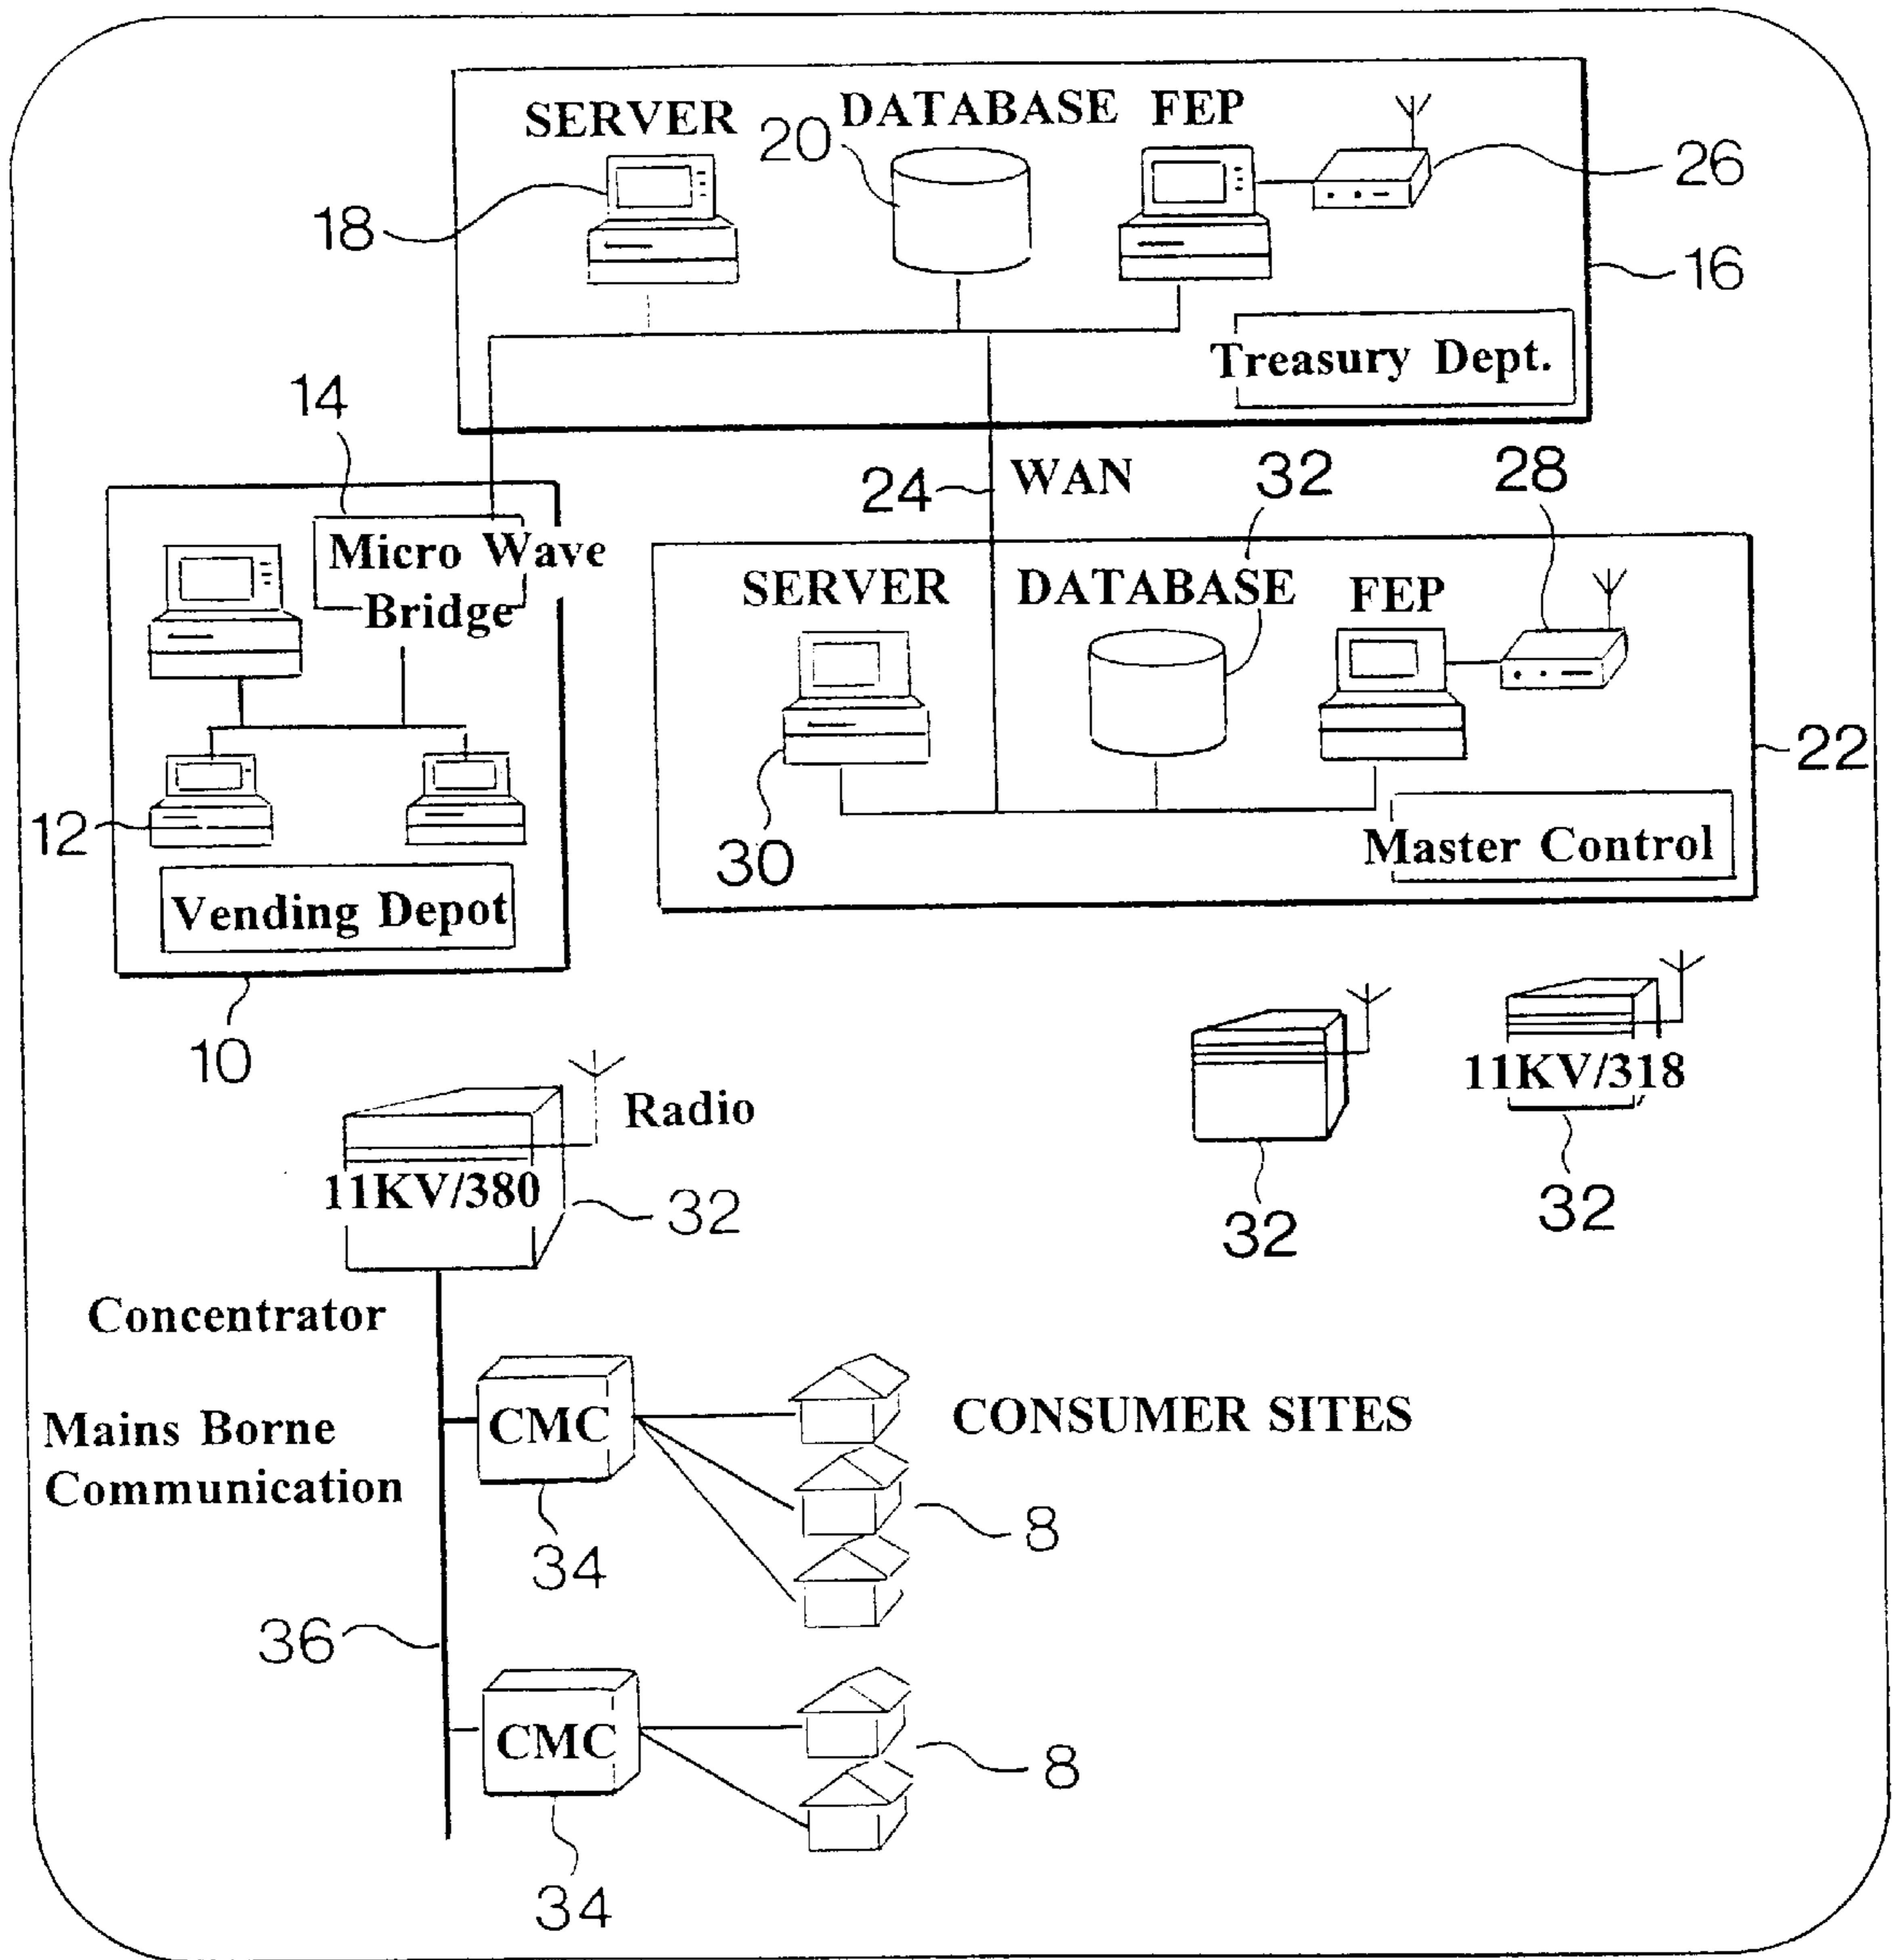 SERVER
DATABASE
FEP
20
18
26
16
Treasury Dept.
14
24
WAN
32
28
Micro Wave
Bridge
SERVER
DATABASE
FEP
22
12
30
Master Control
Vending Depot
10
Radio
11KV/318
11KV/380
32
32
32
Concentrator
CMC
CONSUMER SITES
Mains Borne
Communication
8
34
36
CMC
8
34